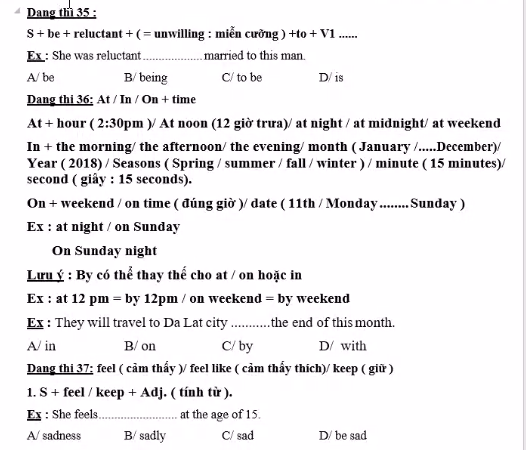 Dang thi 35 :
S + be + reluctant + ( = unwilling : miễn cưỡng ) +to + V1 ......
Ex : She was reluctant .................... married to this man.
A/ be B/ being C/ to be D/ is
Dang thi 36: At / In / On + time
At + hour ( 2:30pm )/ At noon (12 giờ trưa)/ at night / at midnight/ at weekend
In + the morning/ the afternoon/ the evening/ month ( January /.....December)/
Year ( 2018) / Seasons ( Spring / summer / fall / winter ) / minute ( 15 minutes)/
second ( giây : 15 seconds).
On + weekend / on time ( đúng giờ )/ date ( 11th / Monday ........ Sunday )
Ex : at night / on Sunday
On Sunday night
Lưu ý : By có thể thay thế cho at / on hoặc in
Ex : at 12 pm = by 12pm / on weekend = by weekend
Ex : They will travel to Da Lat city ...........the end of this month.
A/ in B/ on C/ by D/ with
Dang thi 37: feel ( cảm thấy )/ feel like ( cảm thấy thích)/ keep ( giữ )
1. S + feel / keep + Adj. ( tính từ ).
Ex : She feels.......................... at the age of 15.
A/ sadness B/ sadly C/ sad D/ be sad